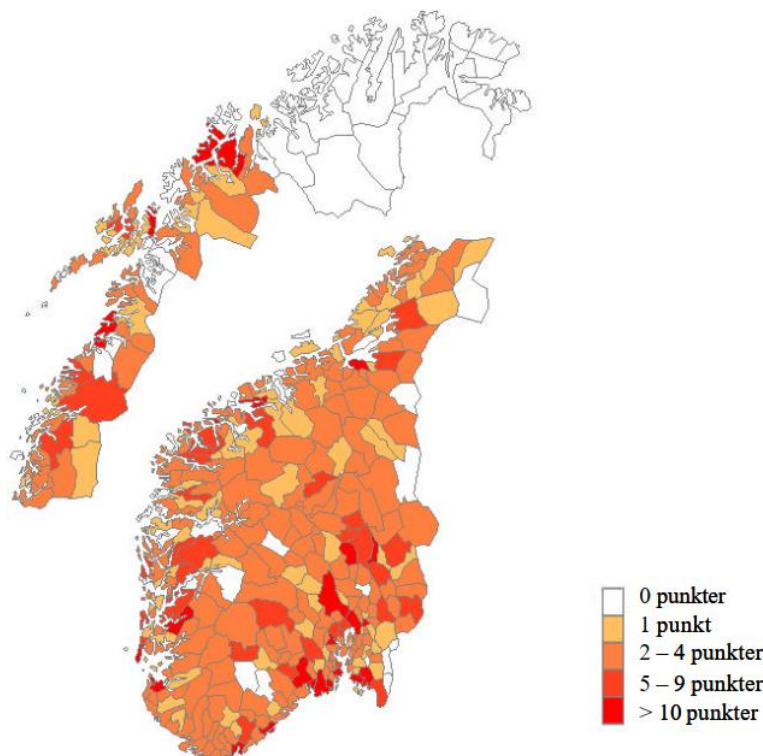 0 punkter
1 punkt
2 – 4 punkter
5 – 9 punkter
> 10 punkter